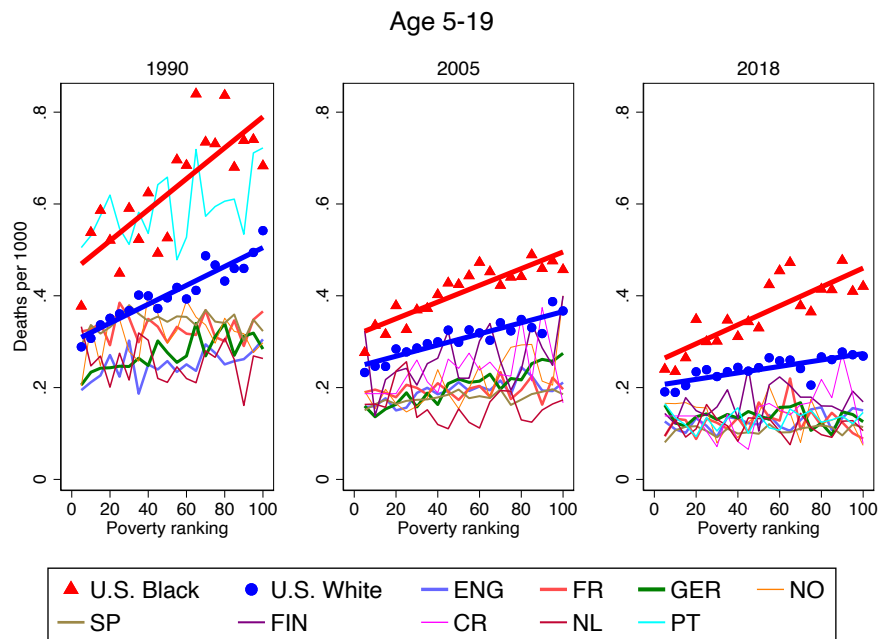 Age 5-19
1990 2005 2018
Deaths per 1000
0 .2 .4 .6 .8
0 20 40 60 80 100
Poverty ranking
0 .2 .4 .6 .8
0 20 40 60 80 100
Poverty ranking
0 .2 .4 .6 .8
0 20 40 60 80 100
Poverty ranking
U.S. Black U.S. White ENG FR GER NO
SP FIN CR NL PT